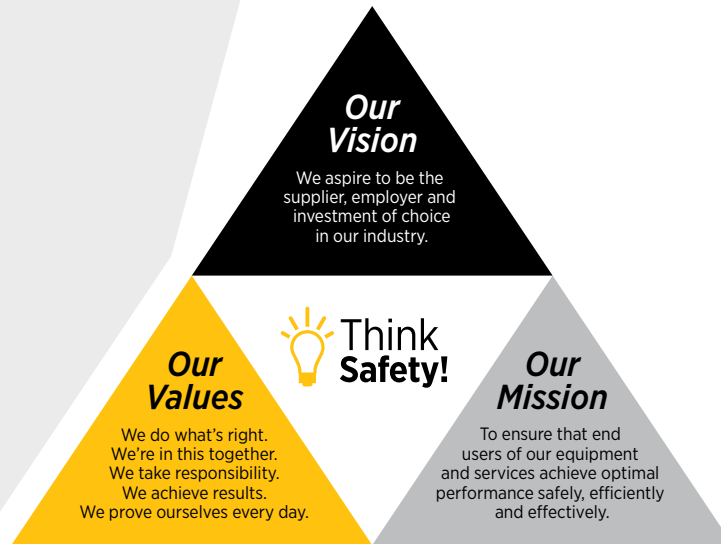 Our
Vision
We aspire to be the
supplier, employer and
investment of choice
in our industry.
Think
Safety!
Our
Values
We do what’s right.
We’re in this together.
We take responsibility.
We achieve results.
We prove ourselves every day.
Our
Mission
To ensure that end
users of our equipment
and services achieve optimal
performance safely, efficiently
and effectively.